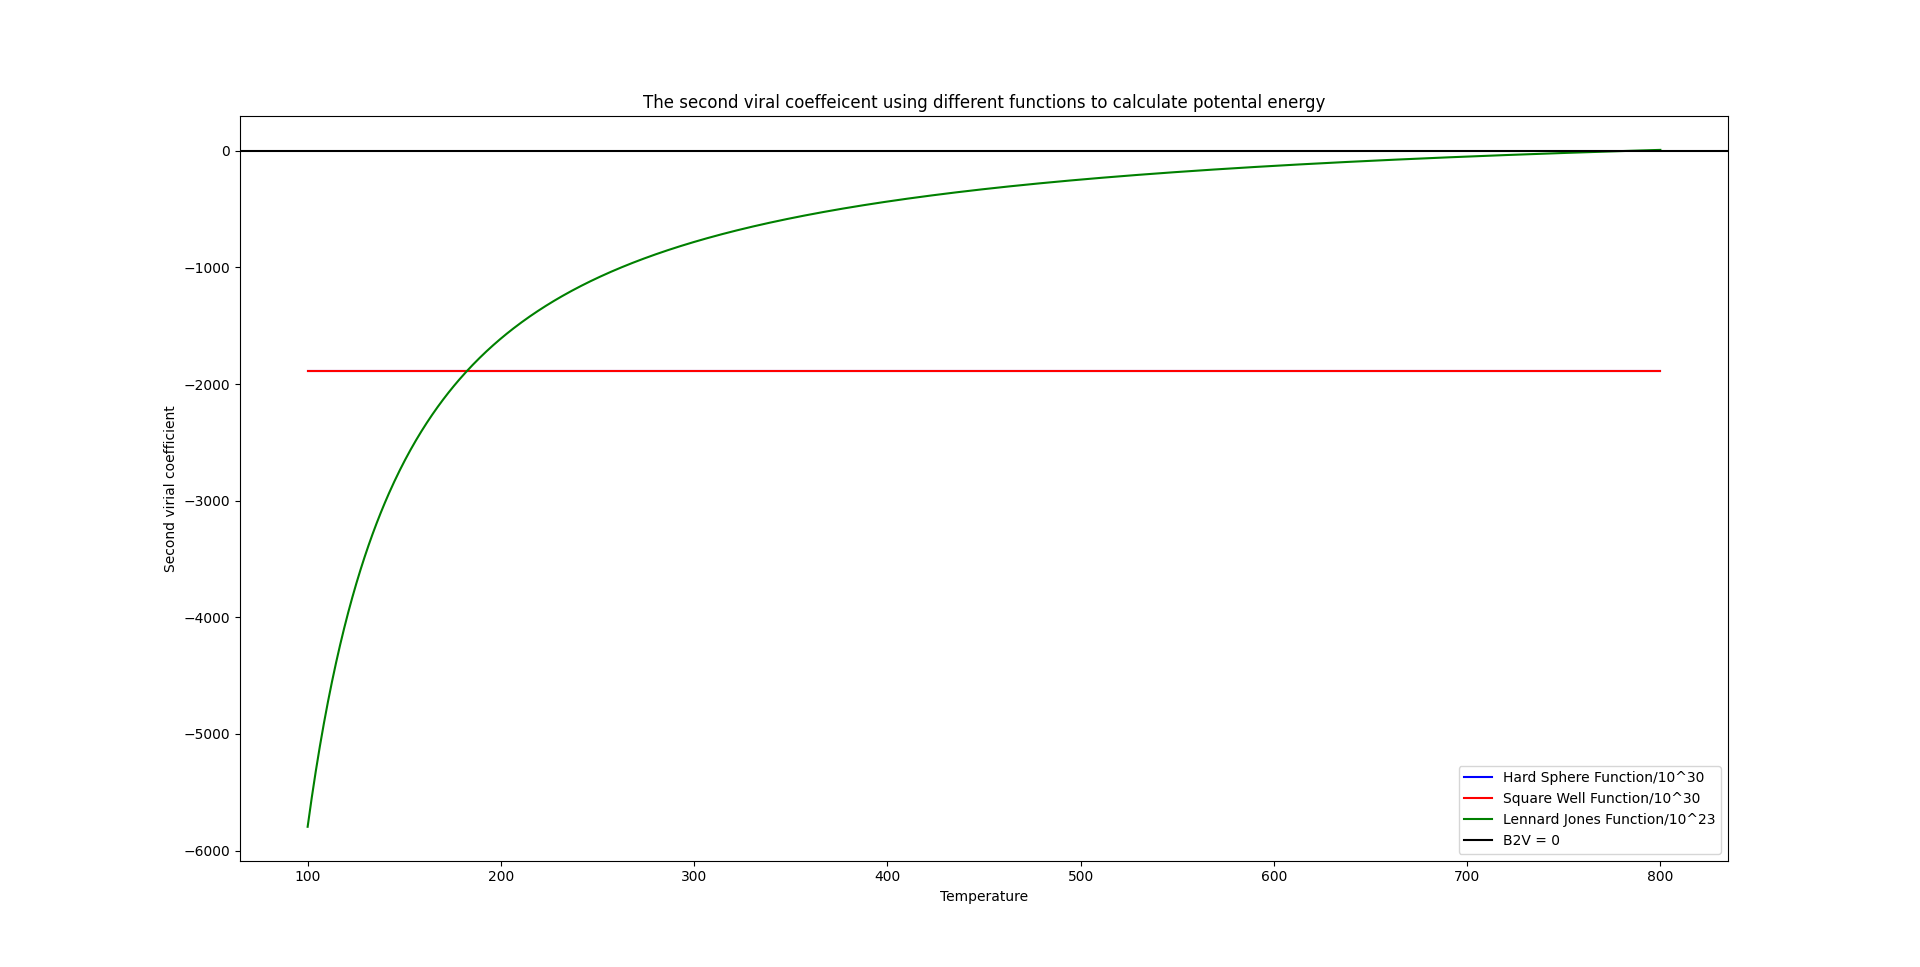 The second viral coeffeicent using different functions to calculate potental energy
Second virial coefficient
0
−1000
−2000
−3000
−4000
−5000
−6000
100 200 300 400 500 600 700 800
Temperature
Hard Sphere Function/10^30
Square Well Function/10^30
Lennard Jones Function/10^23
B2V = 0